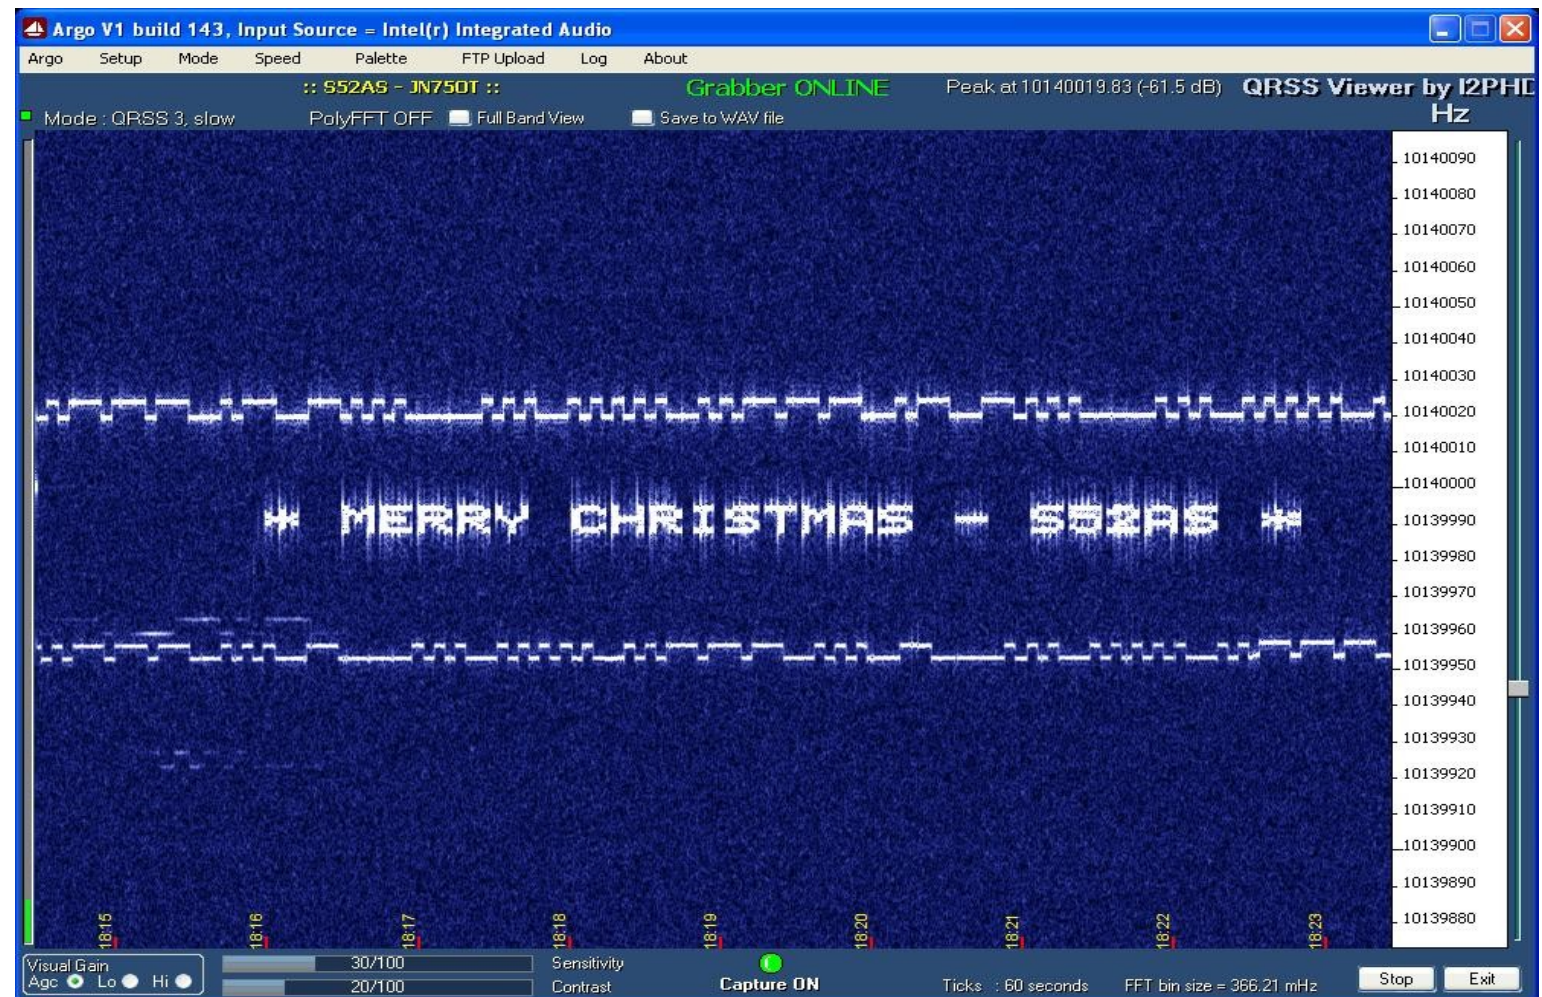 Argo V1 build 143, Input Source = Intel(r) Integrated Audio
Argo Setup Mode Speed Palette FTP Upload Log About
:: S52AS - JN75OT :: Grabber ONLINE Peak at 10140019.83 (-61.5 dB) QRSS Viewer by I2PHD
Mode : QRSS 3, slow PolyFFT OFF Full Band View Save to WAV file Hz
10140090
10140080
10140070
10140060
10140050
10140040
10140030
10140020
10140010
10140000
* MERRY CHRISTMAS - S52AS *
10139990
10139980
10139970
10139960
10139950
10139940
10139930
10139920
10139910
10139900
10139890
10139880
18:15 18:16 18:17 18:18 18:19 18:20 18:21 18:22 18:23
Visual Gain 30/100 Sensitivity
Agc Lo Hi 20/100 Contrast Capture ON Ticks : 60 seconds FFT bin size = 366.21 mHz Stop Exit